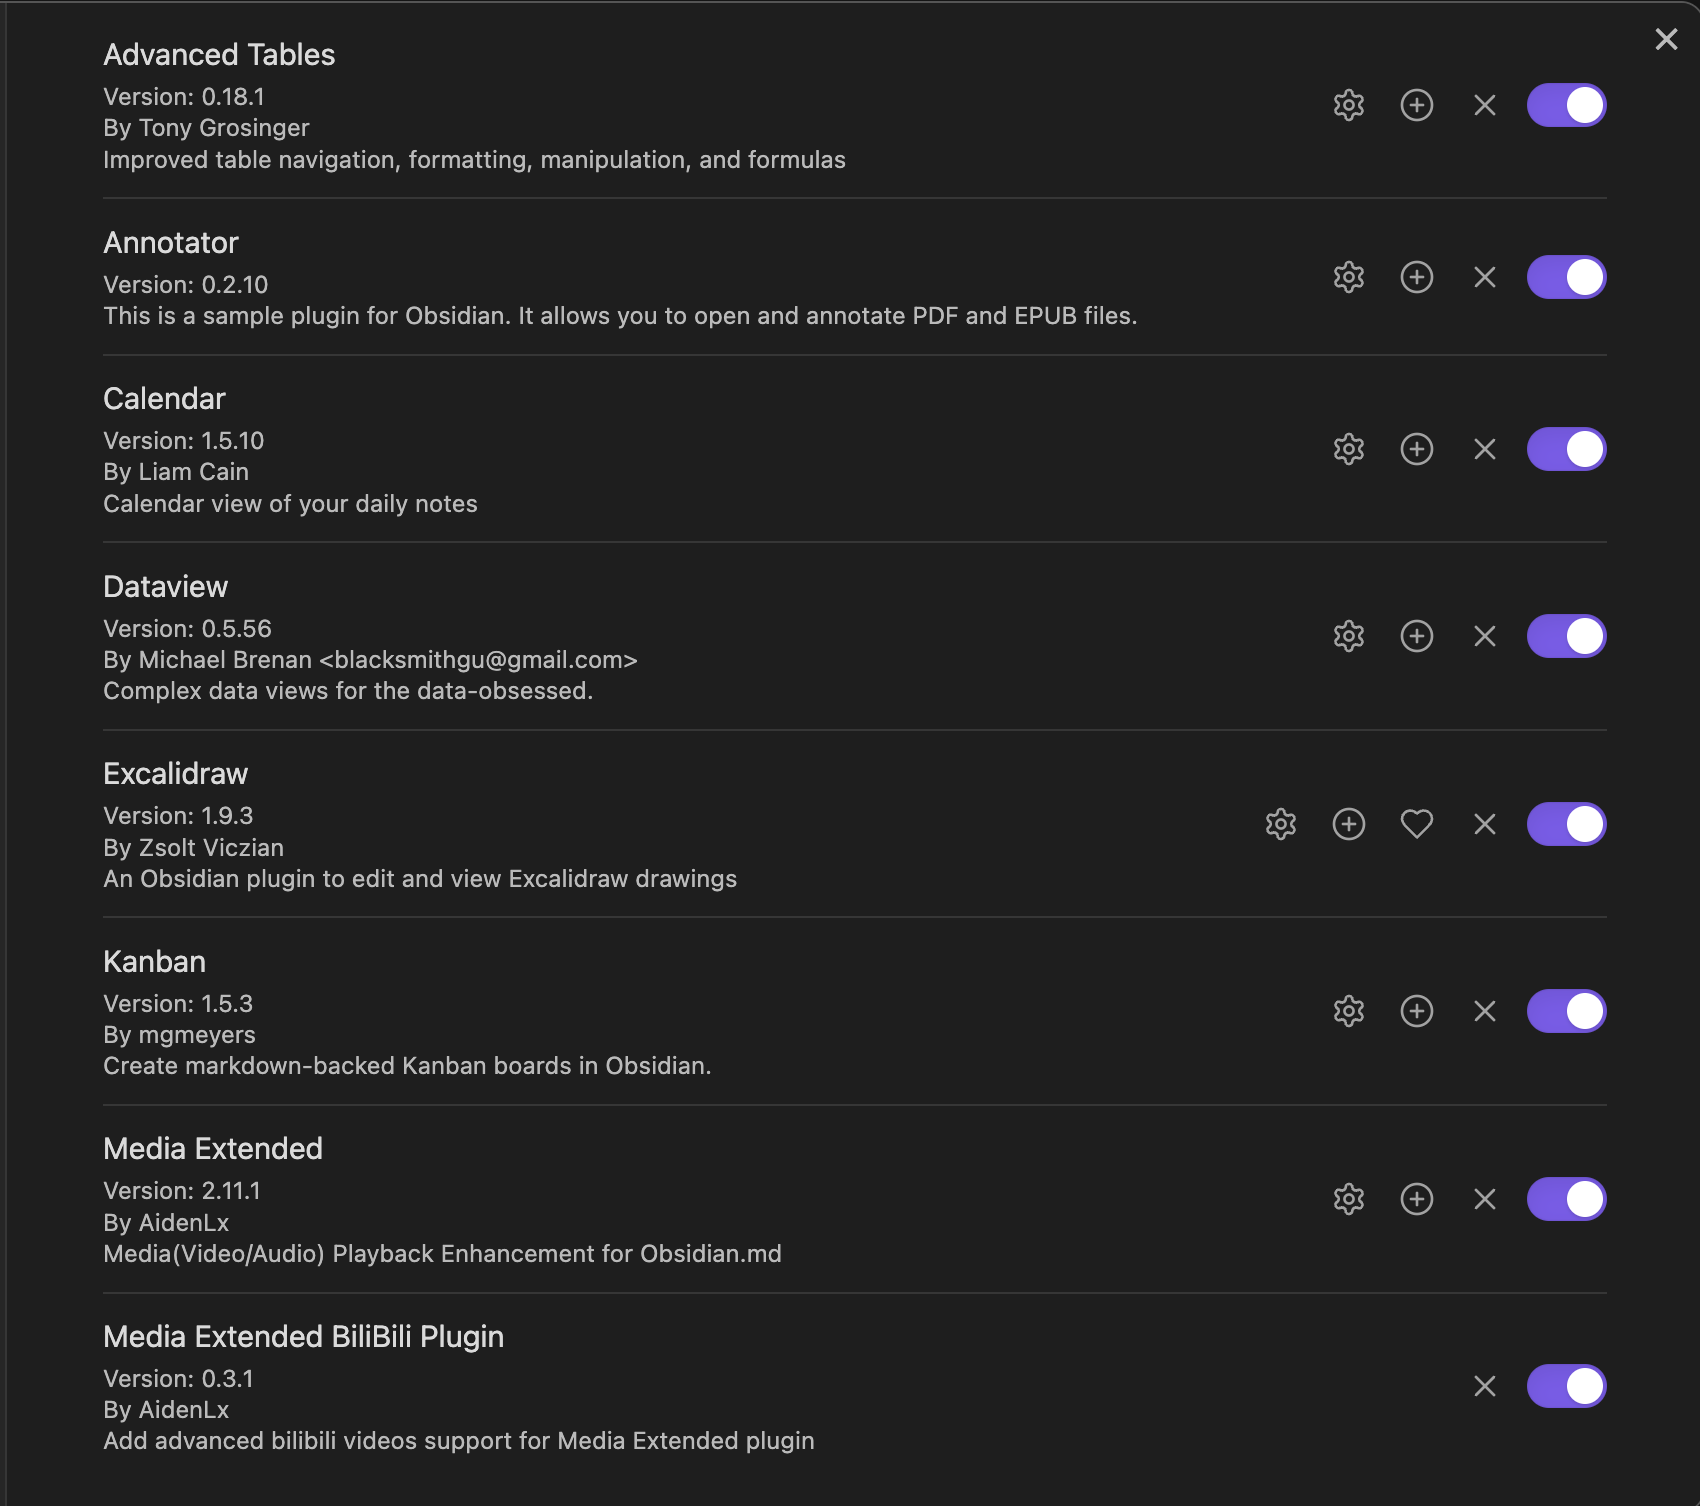 Advanced Tables
Version: 0.18.1
By Tony Grosinger
Improved table navigation, formatting, manipulation, and formulas
Annotator
Version: 0.2.10
This is a sample plugin for Obsidian. It allows you to open and annotate PDF and EPUB files.
Calendar
Version: 1.5.10
By Liam Cain
Calendar view of your daily notes
Dataview
Version: 0.5.56
By Michael Brenan <blacksmithgu@gmail.com>
Complex data views for the data-obsessed.
Excalidraw
Version: 1.9.3
By Zsolt Viczian
An Obsidian plugin to edit and view Excalidraw drawings
Kanban
Version: 1.5.3
By mgmeyers
Create markdown-backed Kanban boards in Obsidian.
Media Extended
Version: 2.11.1
By AidenLx
Media(Video/Audio) Playback Enhancement for Obsidian.md
Media Extended BiliBili Plugin
Version: 0.3.1
By AidenLx
Add advanced bilibili videos support for Media Extended plugin